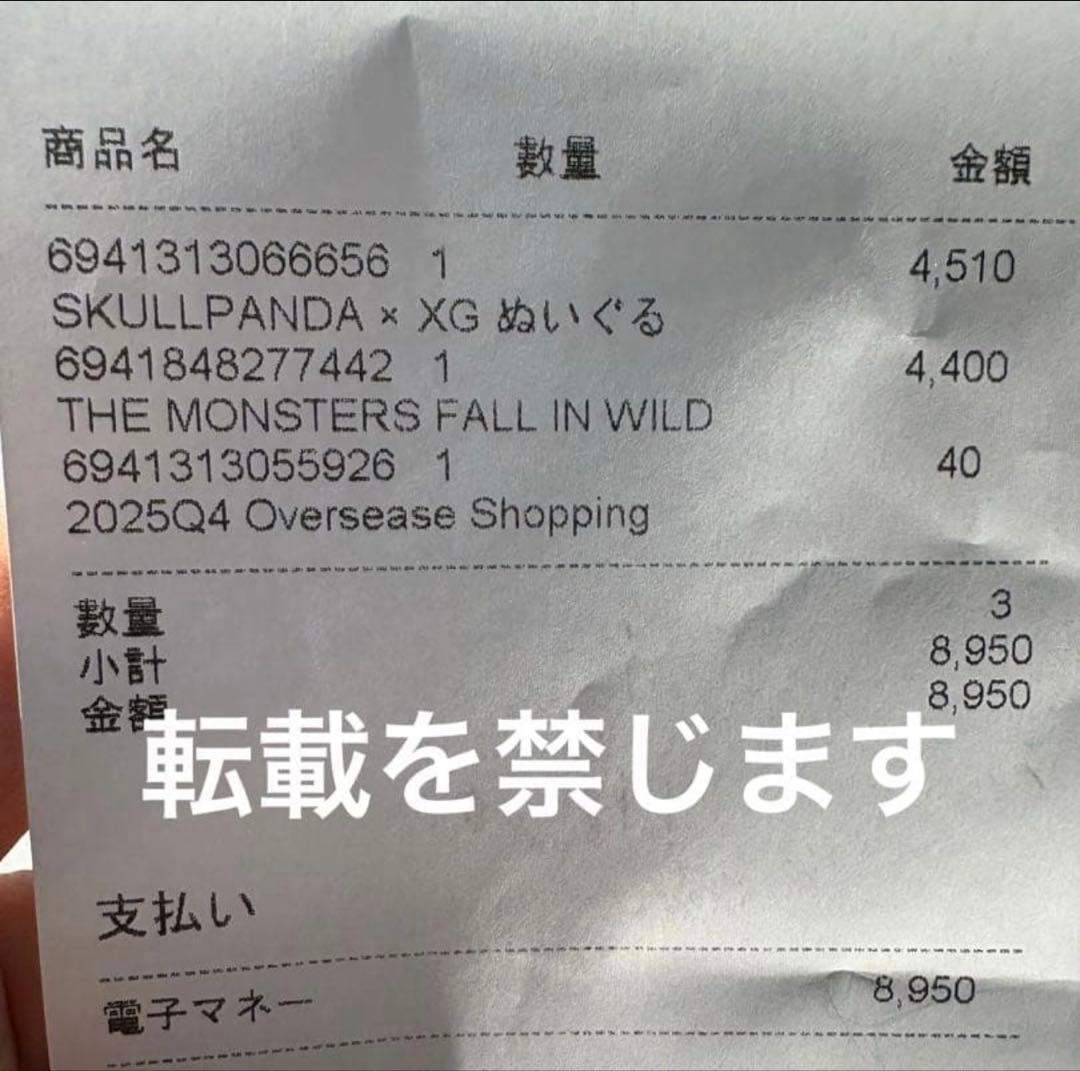 商品名 數量 金額
6941313066656 1 4,510
SKULLPANDA × XG ぬいぐる
6941848277442 1 4,400
THE MONSTERS FALL IN WILD
6941313055926 1 40
2025Q4 Oversease Shopping
數量 3
小計 8,950
金額 8,950
転載を禁じます
支払い
電子マネー 8,950